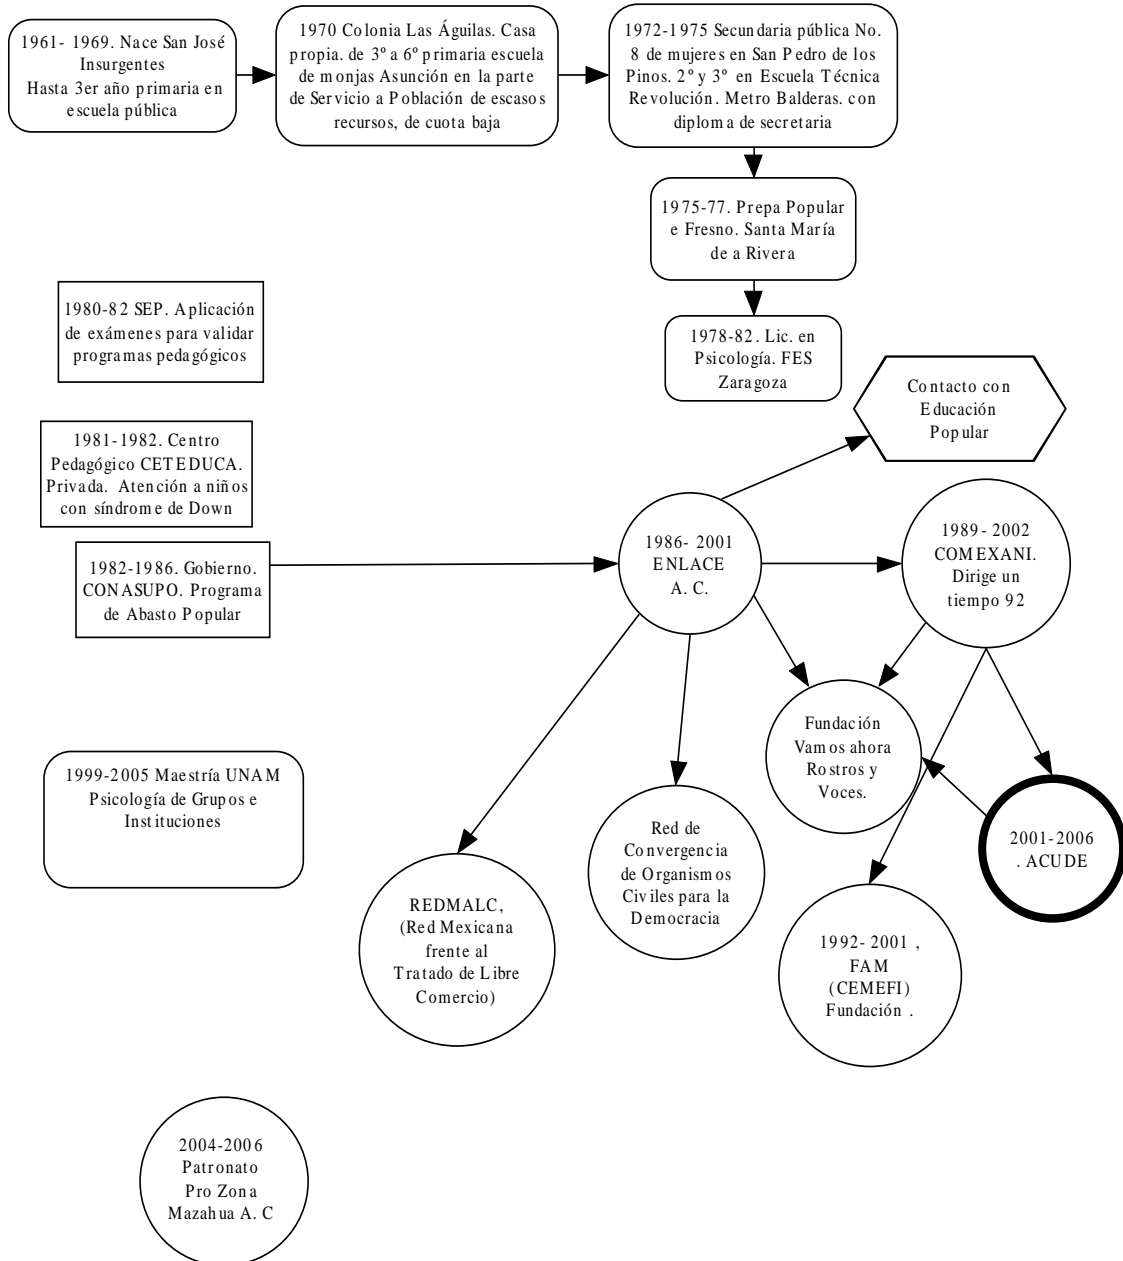 1961- 1969. Nace San José
Insurgentes
Hasta 3er año primaria en
escuela pública
1970 Colonia Las Águilas. Casa
propia. de 3º a 6º primaria escuela
de monjas Asunción en la parte
de Servicio a Población de escasos
recursos, de cuota baja
1972-1975 Secundaria pública No.
8 de mujeres en San Pedro de los
Pinos. 2º y 3º en Escuela Técnica
Revolución. Metro Balderas. con
diploma de secretaria
1975-77. Prepa Popular
e Fresno. Santa María
de a Rivera
1980-82 SEP. Aplicación
de exámenes para validar
programas pedagógicos
1978-82. Lic. en
Psicología. FES
Zaragoza
Contacto con
Educación
Popular
1981-1982. Centro
Pedagógico CETEDUCA.
Privada. Atención a niños
con síndrome de Down
1982-1986. Gobierno.
CONASUPO. Programa
de Abasto Popular
1986- 2001
ENLACE
A. C.
1989- 2002
COMEXANI.
Dirige un
tiempo 92
Fundación
Vamos ahora
Rostros y
Voces.
1999-2005 Maestría UNAM
Psicología de Grupos e
Instituciones
2001-2006
. ACUDE
Red de
Convergencia
de Organismos
Civiles para la
Democracia
REDMALC,
(Red Mexicana
frente al
Tratado de Libre
Comercio)
1992- 2001 ,
FAM
(CEMEFI)
Fundación .
2004-2006
Patronato
Pro Zona
Mazahua A. C